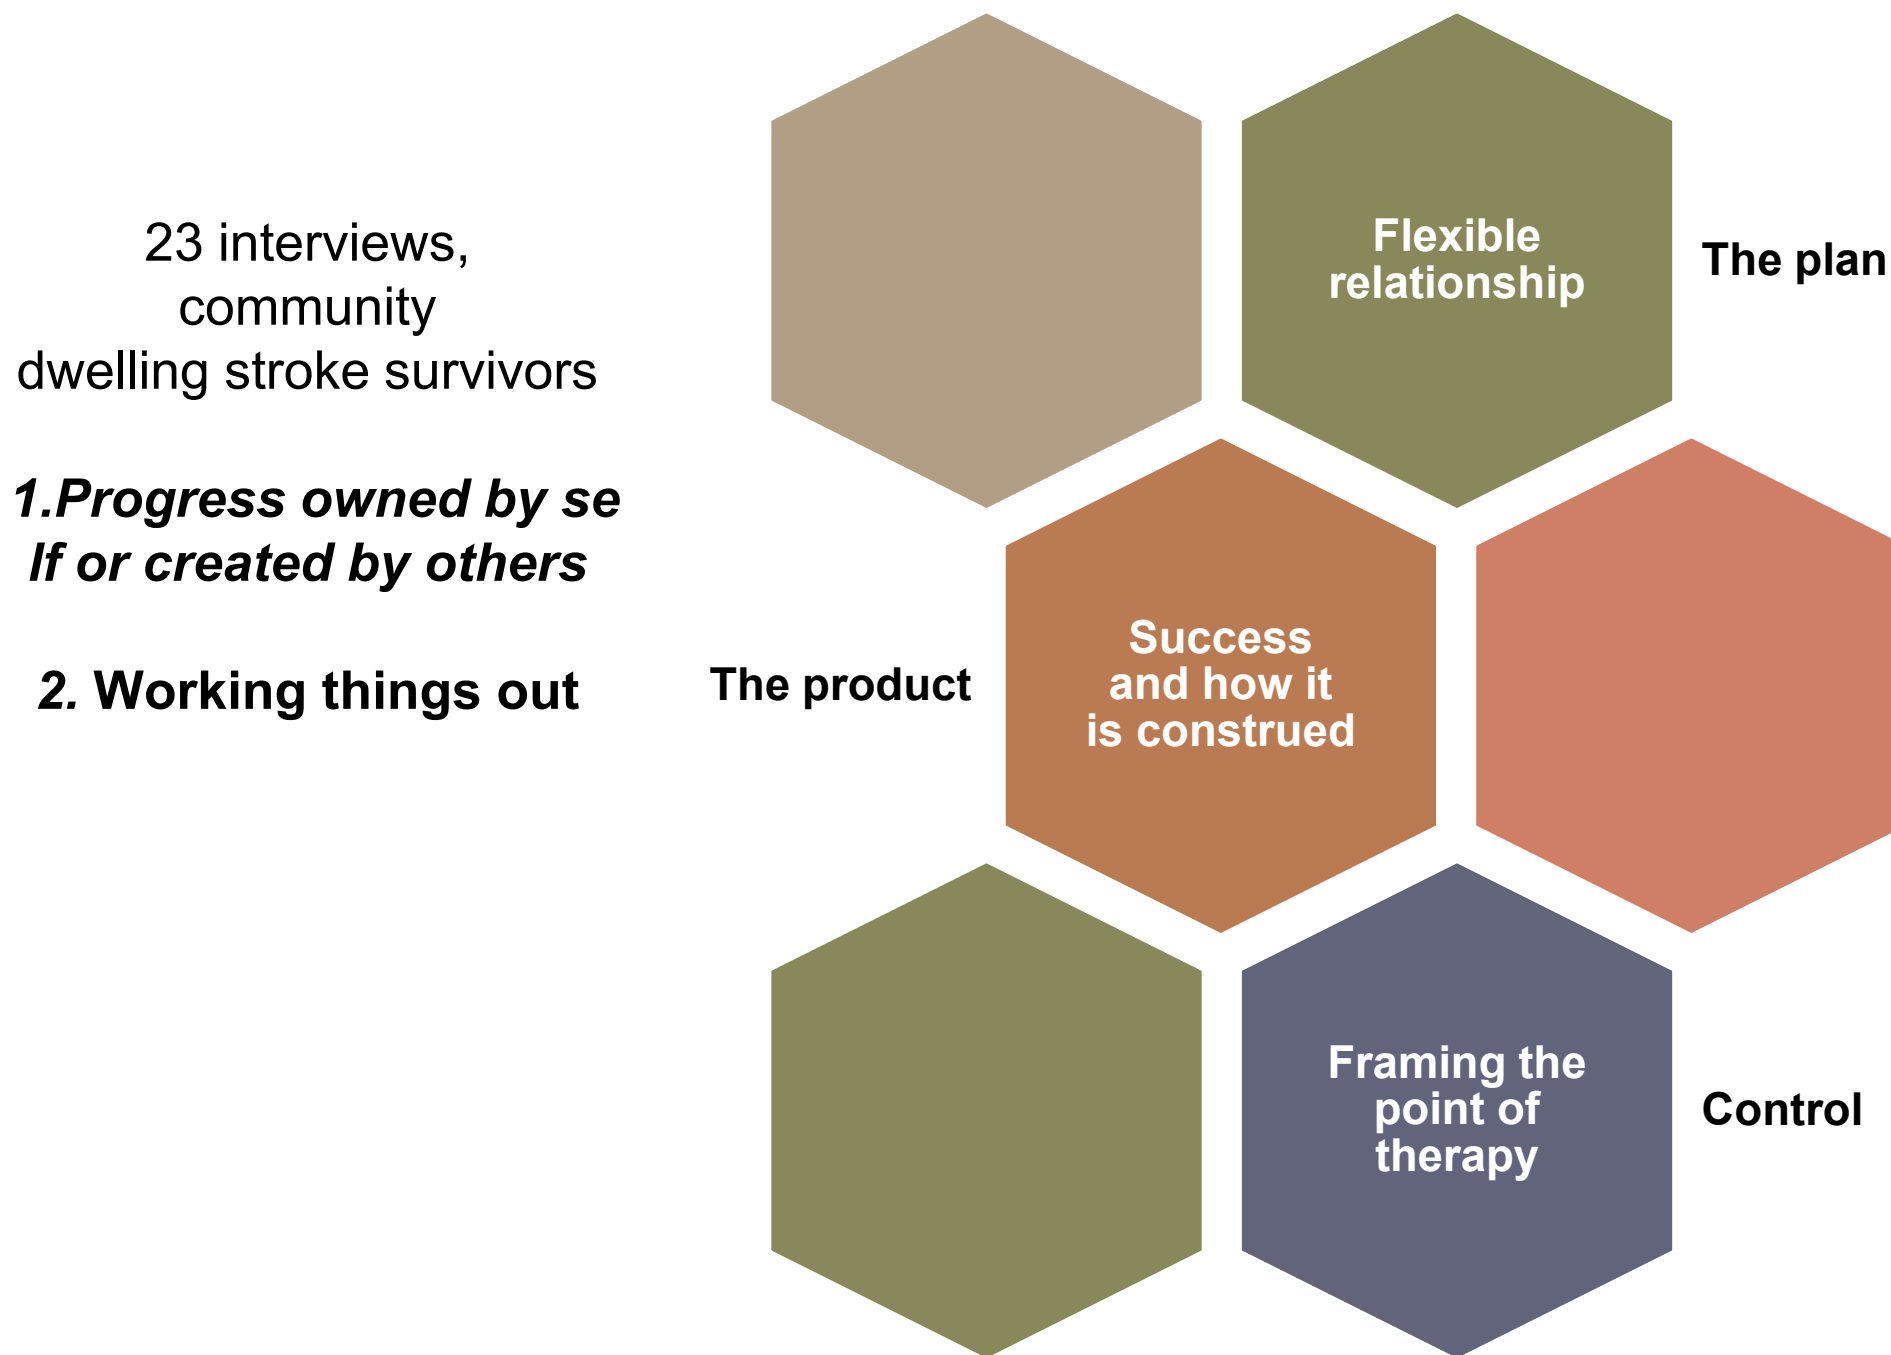 23 interviews,
community
dwelling stroke survivors
1.Progress owned by se
lf or created by others
2. Working things out
Flexible
relationship
The plan
The product
Success
and how it
is construed
Framing the
point of
therapy
Control